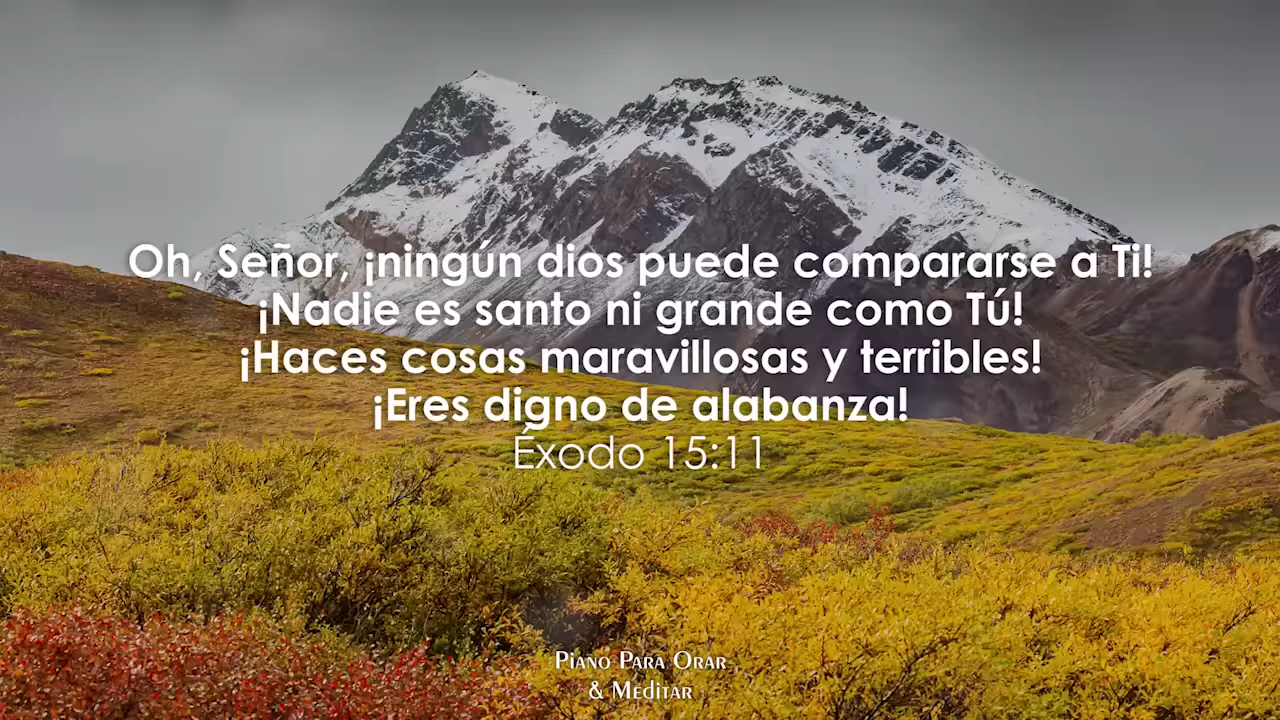 Oh, Señor, ¡ningún dios puede compararse a Ti!
¡Nadie es santo ni grande como Tú!
¡Haces cosas maravillosas y terribles!
¡Eres digno de alabanza!
Éxodo 15:11
Piano Para Orar
& Meditar